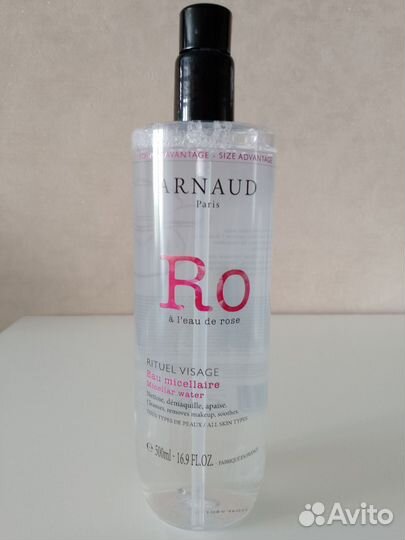 AVANTAGE - SIZE ADVANTAGE
ARNAUD
Paris
Ro
à l'eau de rose
RITUEL VISAGE
Eau micellaire
Micellar water
Nettoie, démaquille, apaise.
Cleanses, removes makeup, soothes.
TOUS TYPES DE PEAUX / ALL SKIN TYPES
℮ 500ml - 16.9 FL.OZ. FABRIQUÉ EN FRANCE
Avito